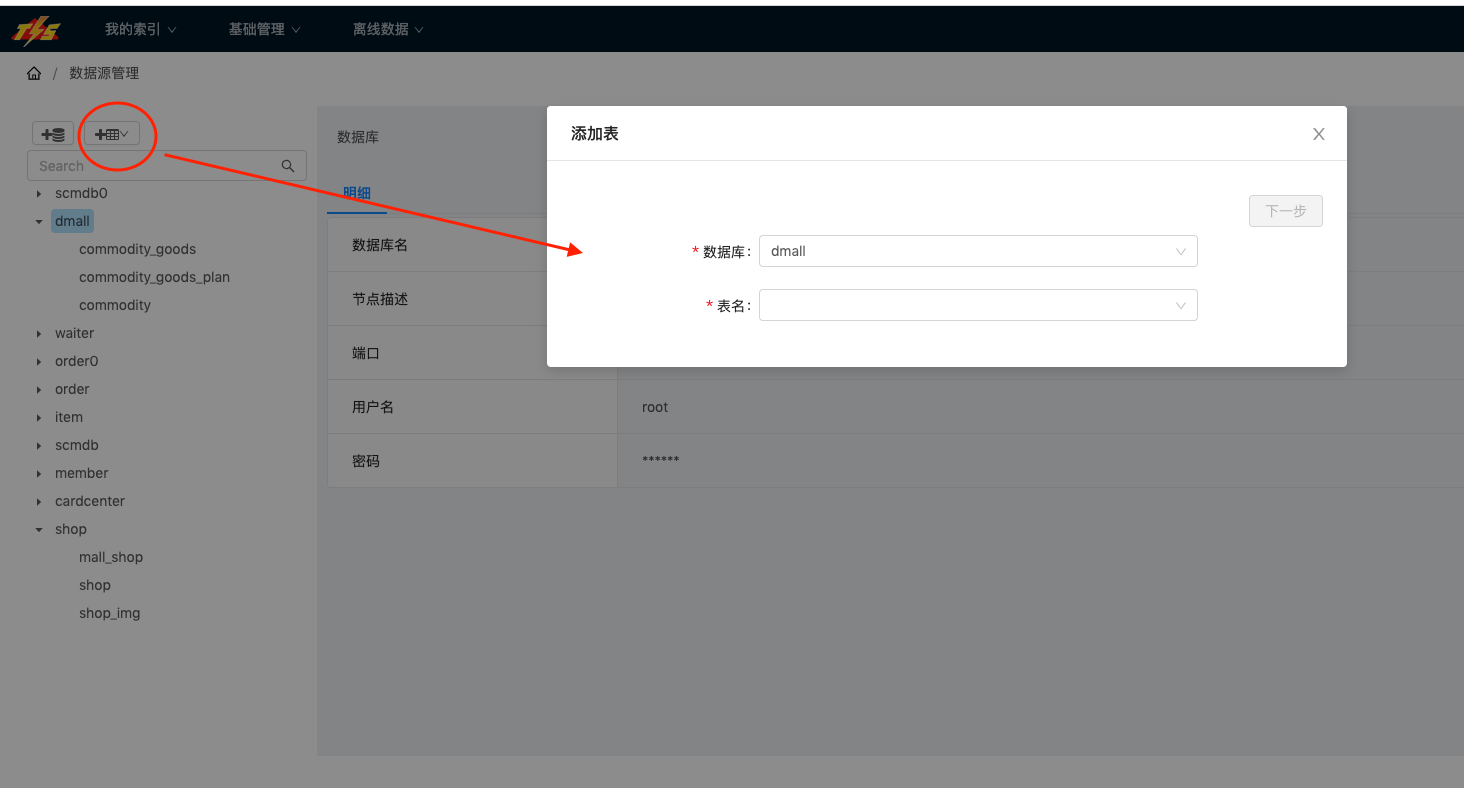 TIS
我的索引
基础管理
离线数据
/ 数据源管理
Search
scmdb0
dmall
commodity_goods
commodity_goods_plan
commodity
waiter
order0
order
item
scmdb
member
cardcenter
shop
mall_shop
shop
shop_img
数据库
明细
数据库名
节点描述
端口
用户名 root
密码 ******
添加表
下一步
* 数据库: dmall
* 表名: